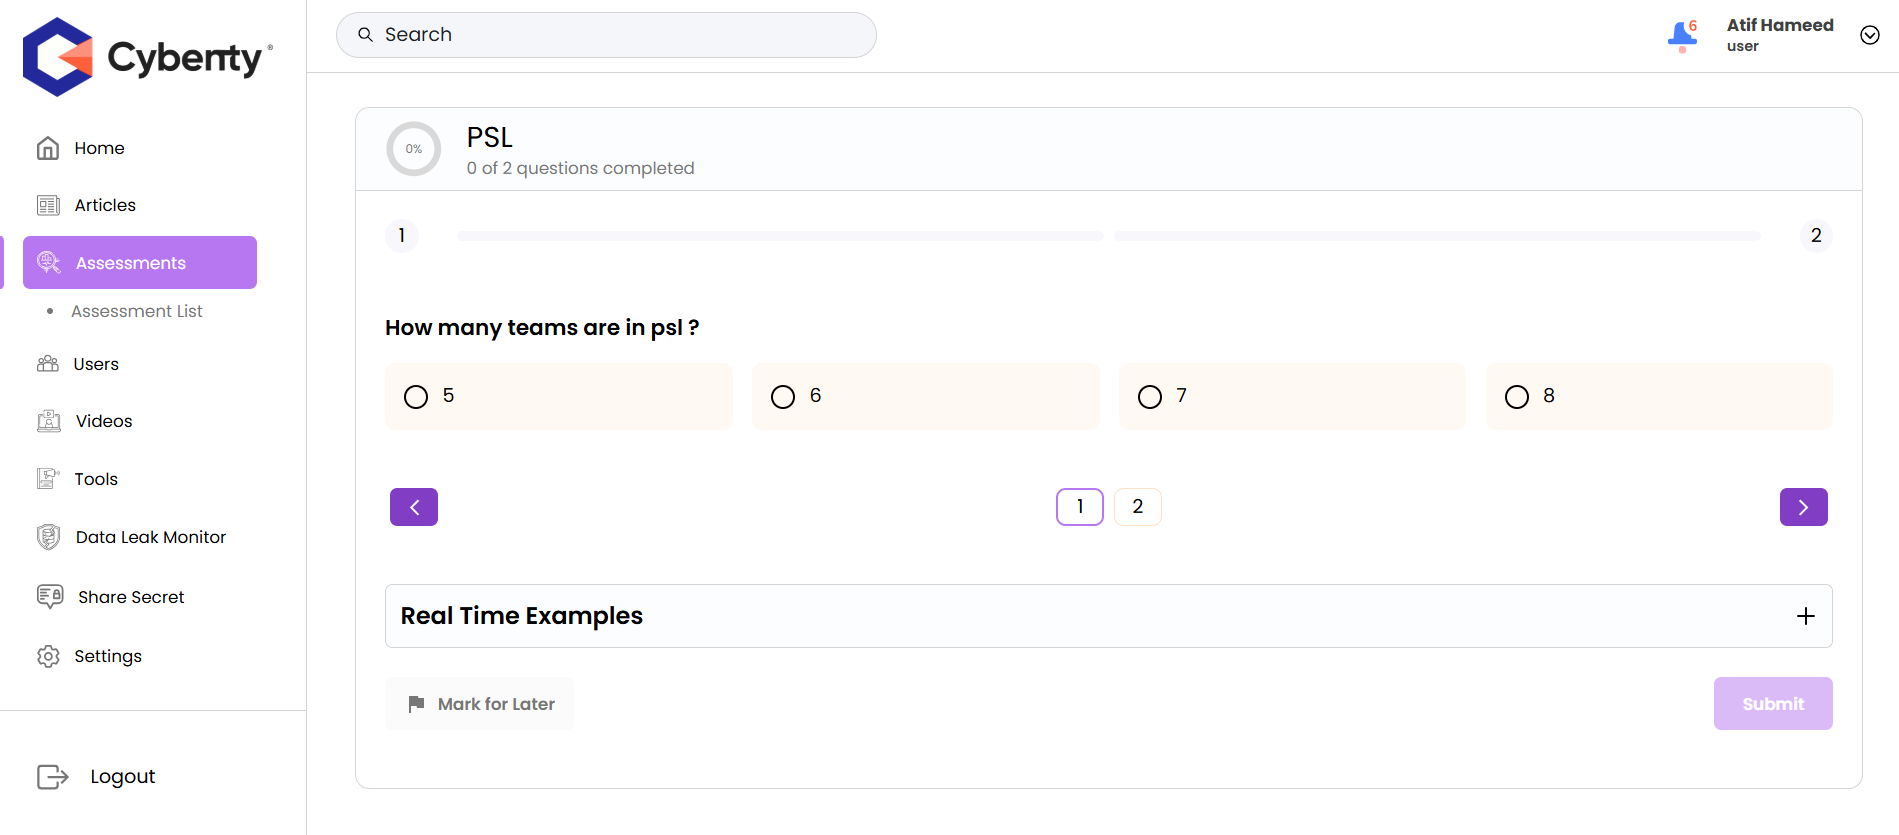 Cybenty ®
Search
6
Atif Hameed
user
Home
Articles
Assessments
Assessment List
Users
Videos
Tools
Data Leak Monitor
Share Secret
Settings
Logout
0%
PSL
0 of 2 questions completed
1
2
How many teams are in psl ?
5
6
7
8
1
2
Real Time Examples
Mark for Later
Submit